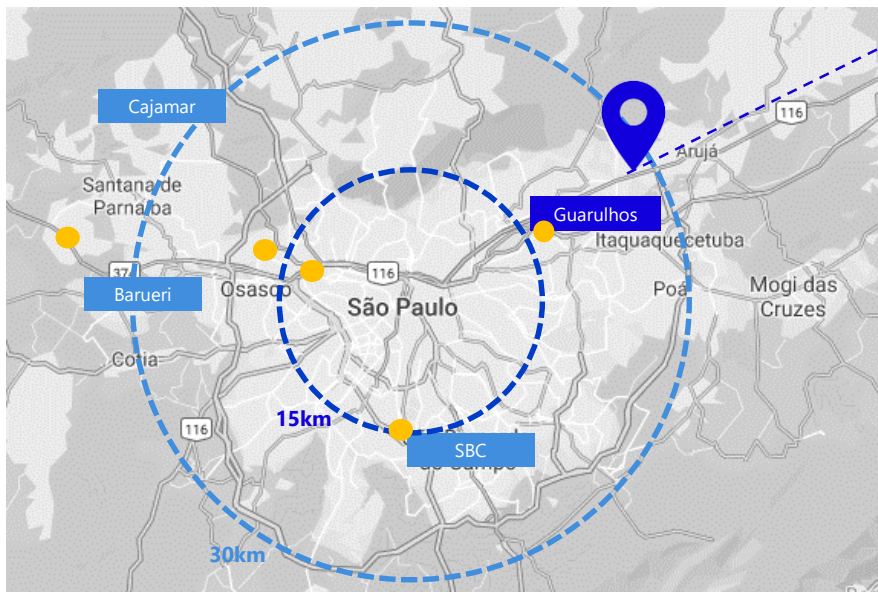 Cajamar
116
Arujá
Santana de
Parnaíba
Guarulhos
Itaquaquecetuba
374
116
Barueri
Osasco
São Paulo
Poá
Mogi das
Cruzes
Cotia
15km
116
SBC
do Campo
30km